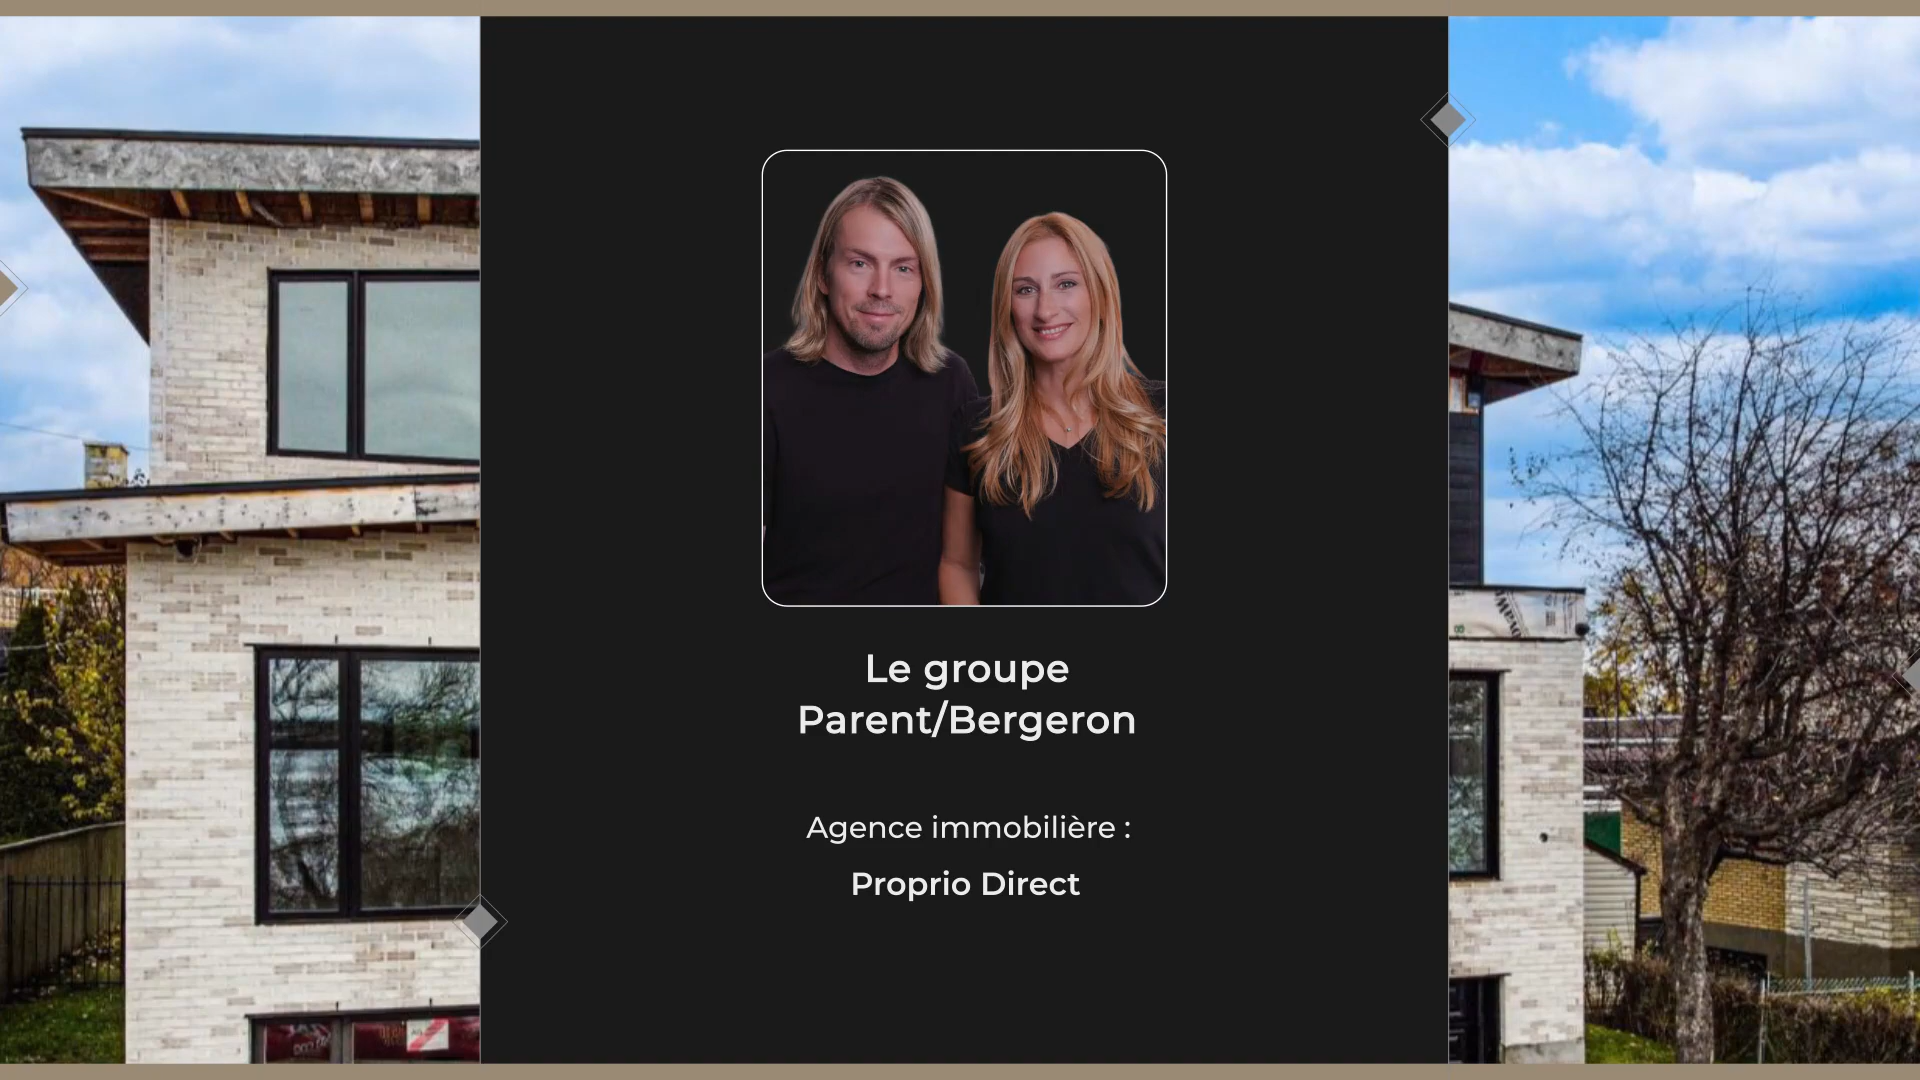 Le groupe
Parent/Bergeron
Agence immobilière :
Proprio Direct